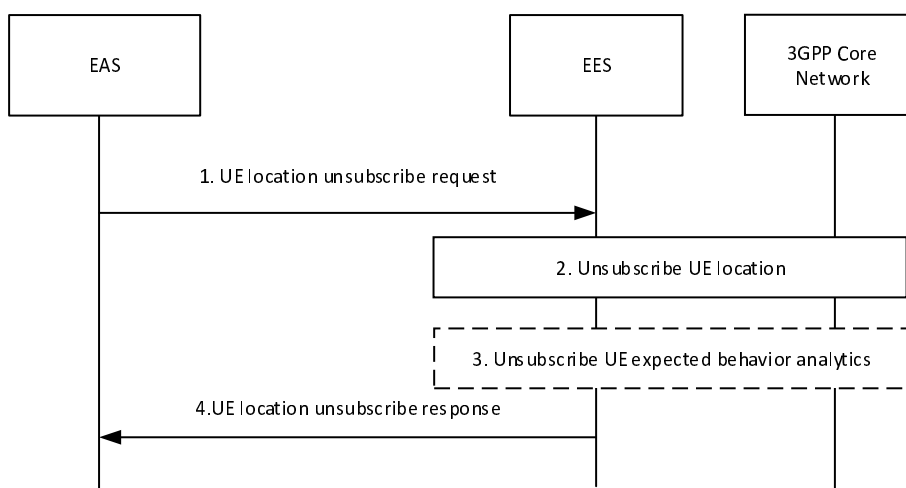 EAS
EES
3GPP Core
Network
1. UE location unsubscribe request
2. Unsubscribe UE location
3. Unsubscribe UE expected behavior analytics
4.UE location unsubscribe response